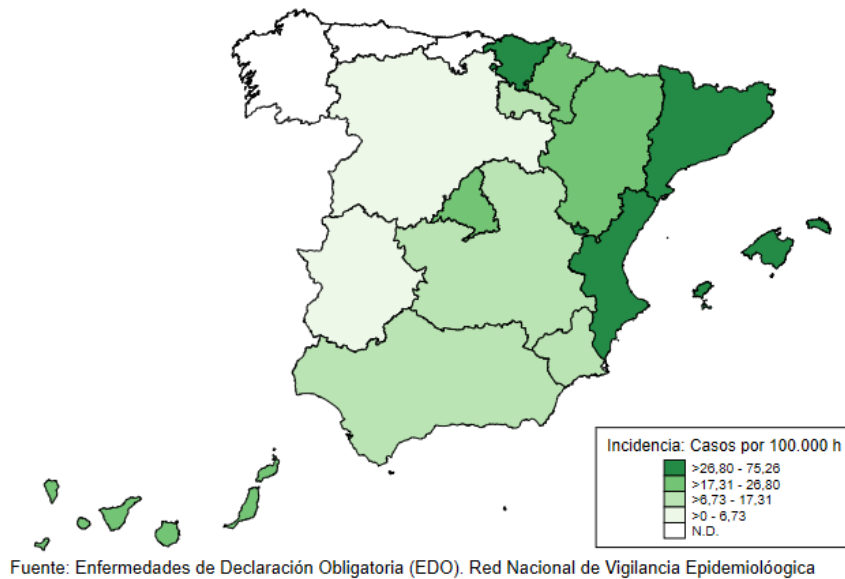 Incidencia: Casos por 100.000 h
>26,80 - 75,26
>17,31 - 26,80
>6,73 - 17,31
>0 - 6,73
N.D.
Fuente: Enfermedades de Declaración Obligatoria (EDO). Red Nacional de Vigilancia Epidemiolóogica